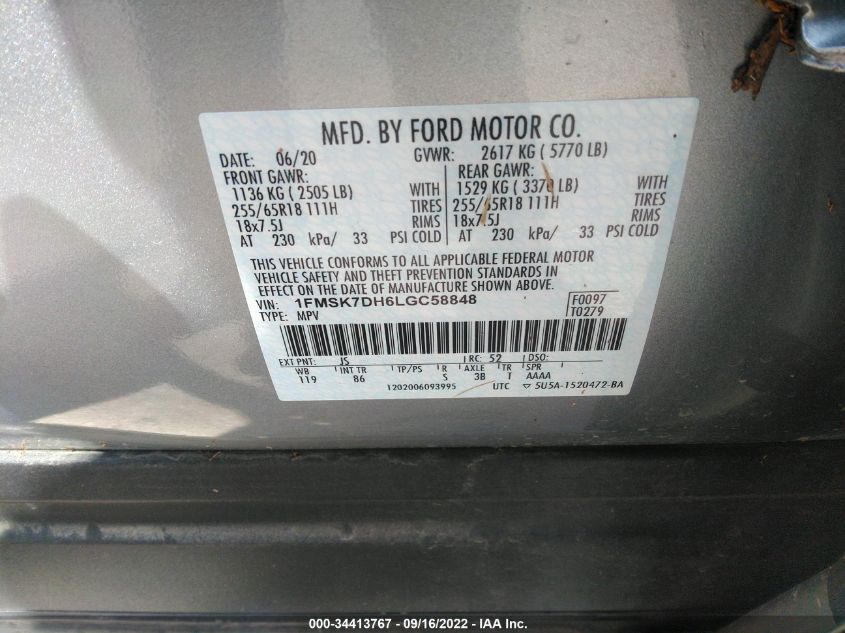 MFD. BY FORD MOTOR CO.
DATE: 06/20 GVWR: 2617 KG ( 5770 LB)
FRONT GAWR: REAR GAWR:
1136 KG ( 2505 LB) WITH 1529 KG ( 3370 LB) WITH
255/65R18 111H TIRES 255/65R18 111H TIRES
18x7.5J RIMS 18x7.5J RIMS
AT 230 kPa/ 33 PSI COLD AT 230 kPa/ 33 PSI COLD
THIS VEHICLE CONFORMS TO ALL APPLICABLE FEDERAL MOTOR
VEHICLE SAFETY AND THEFT PREVENTION STANDARDS IN
EFFECT ON THE DATE OF MANUFACTURE SHOWN ABOVE.
VIN: 1FMSK7DH6LGC58848 F0097
TYPE: MPV T0279
EXT PNT: JS RC: 52 DSO:
WB INT TR TP/PS R AXLE TR SPR
119 86 S 3B T AAAA
1202006093995 UTC ▽ 5U5A-1520472-BA
000-34413767 - 09/16/2022 - IAA Inc.